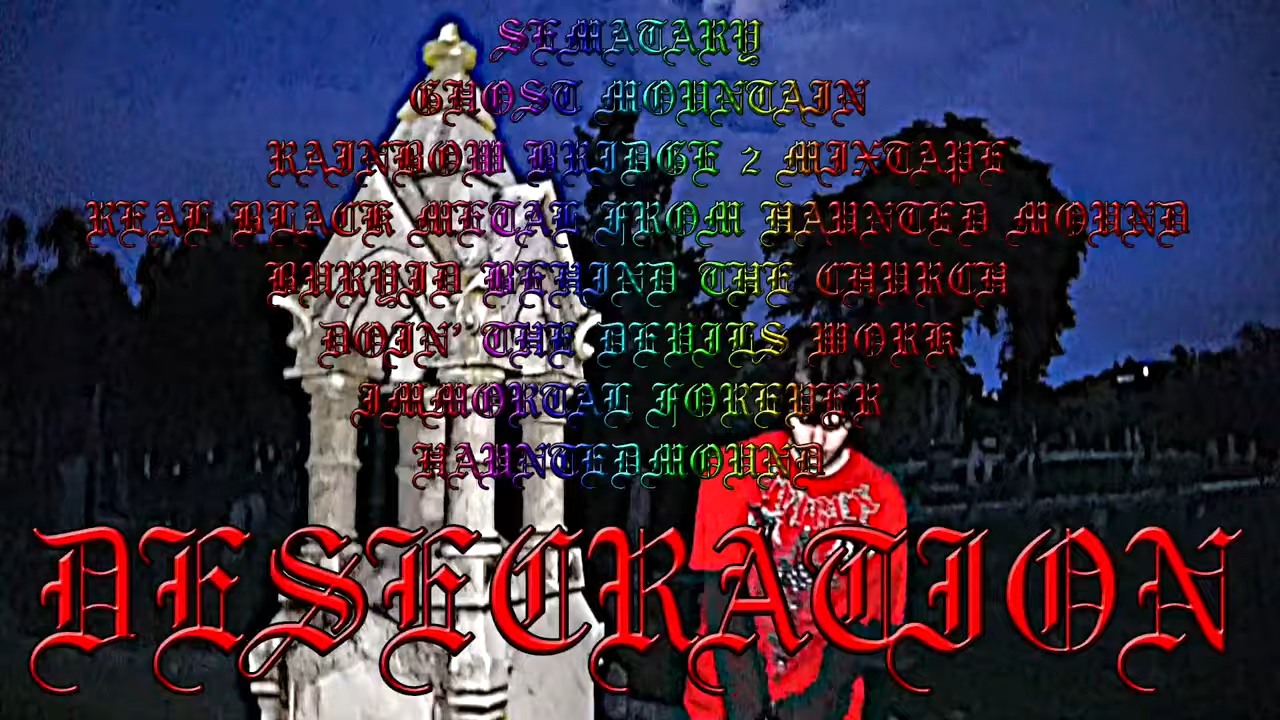 SEMATARY
GHOST MOUNTAIN
RAINBOW BRIDGE 2 MIXTAPE
REAL BLACK METAL FROM HAUNTED MOUND
BURYID BEHIND THE CHURCH
DOIN' THE DEVILS WORK
IMMORTAL FOREVER
HAUNTEDMOUND
DESECRATION